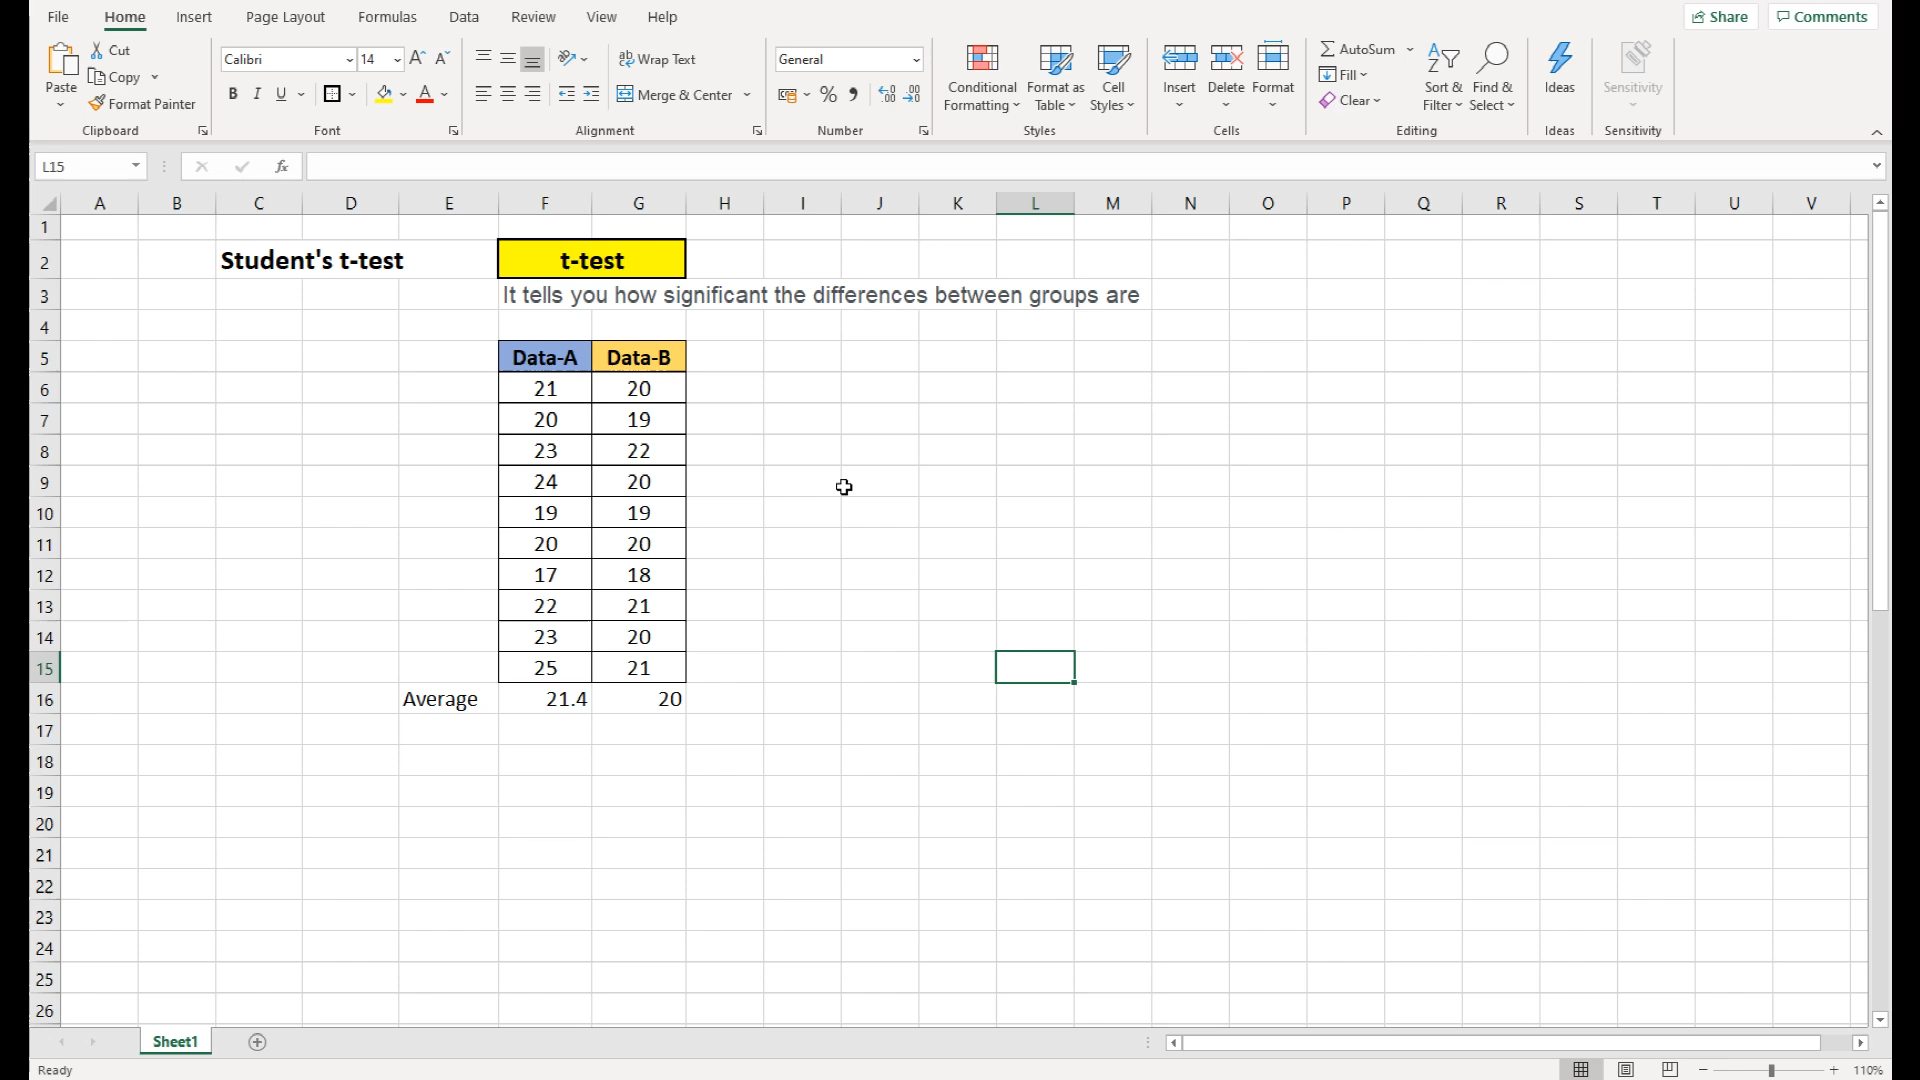 File Home Insert Page Layout Formulas Data Review View Help Share Comments
Paste Cut Copy Format Painter Clipboard
Calibri 14 B I U A Font
Wrap Text Merge & Center Alignment
General % Number
Conditional Formatting Format as Table Cell Styles Styles
Insert Delete Format Cells
AutoSum Fill Clear Sort & Filter Find & Select Editing
Ideas Ideas
Sensitivity Sensitivity
L15 fx
A B C D E F G H I J K L M N O P Q R S T U V
1
2 Student's t-test t-test
3 It tells you how significant the differences between groups are
4
5 Data-A Data-B
6 21 20
7 20 19
8 23 22
9 24 20
10 19 19
11 20 20
12 17 18
13 22 21
14 23 20
15 25 21
16 Average 21.4 20
17
18
19
20
21
22
23
24
25
26
Sheet1
Ready 110%